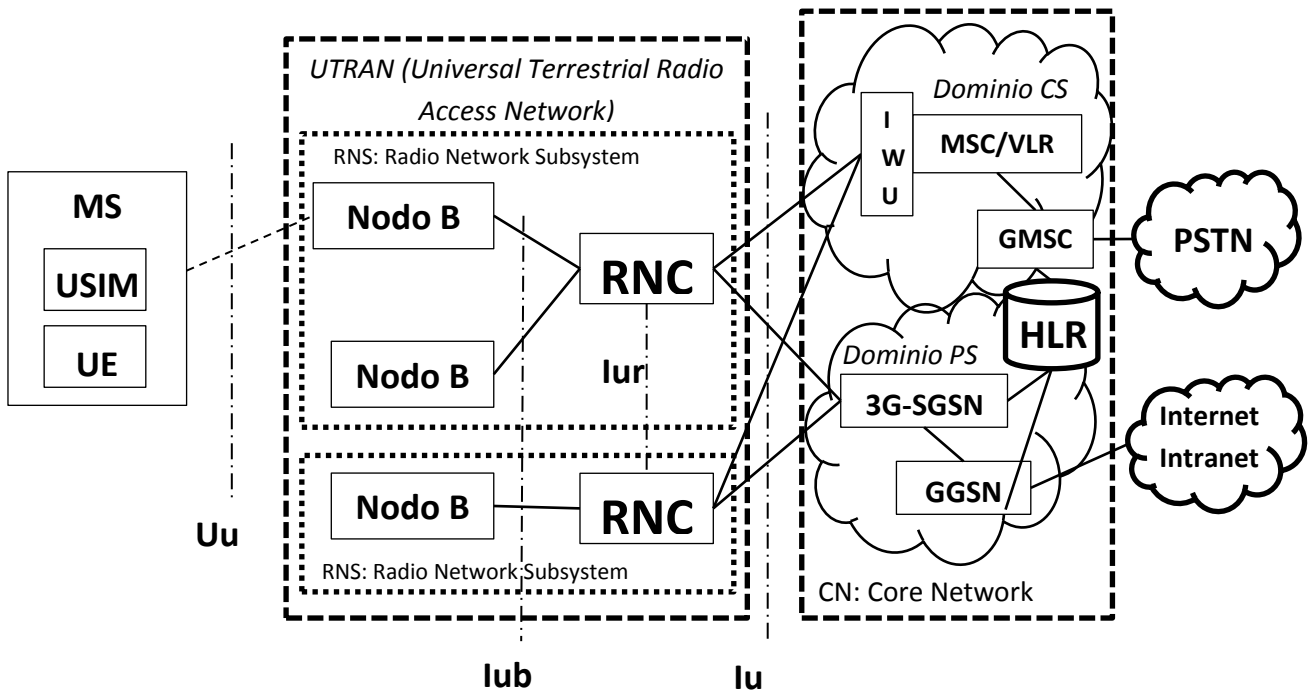 UTRAN (Universal Terrestrial Radio
Access Network)
RNS: Radio Network Subsystem
MS
USIM
UE
Nodo B
RNC
Nodo B
Iur
Nodo B
RNC
RNS: Radio Network Subsystem
Uu
Iub
Iu
Dominio CS
I
W
U
MSC/VLR
GMSC
PSTN
HLR
Dominio PS
3G-SGSN
GGSN
Internet
Intranet
CN: Core Network